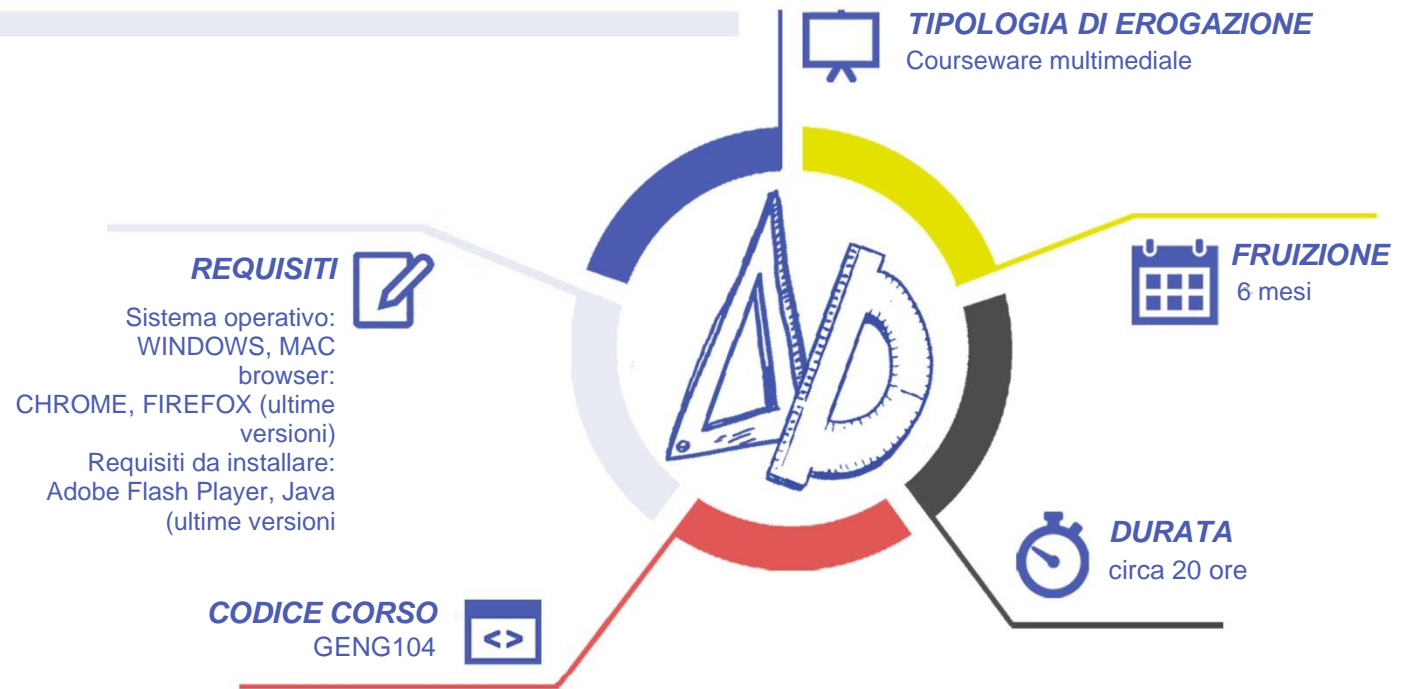 TIPOLOGIA DI EROGAZIONE
Courseware multimediale
REQUISITI
Sistema operativo:
WINDOWS, MAC
browser:
CHROME, FIREFOX (ultime
versioni)
Requisiti da installare:
Adobe Flash Player, Java
(ultime versioni
FRUIZIONE
6 mesi
DURATA
circa 20 ore
CODICE CORSO
GENG104